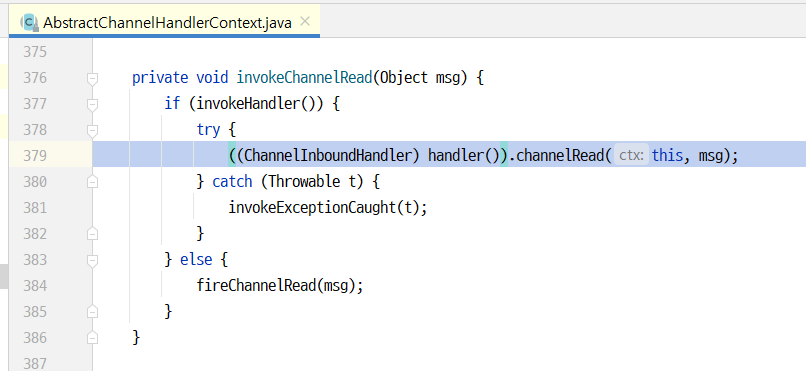 AbstractChannelHandlerContext.java
375
376 private void invokeChannelRead(Object msg) {
377 if (invokeHandler()) {
378 try {
379 ((ChannelInboundHandler) handler()).channelRead( ctx: this, msg);
380 } catch (Throwable t) {
381 invokeExceptionCaught(t);
382 }
383 } else {
384 fireChannelRead(msg);
385 }
386 }
387